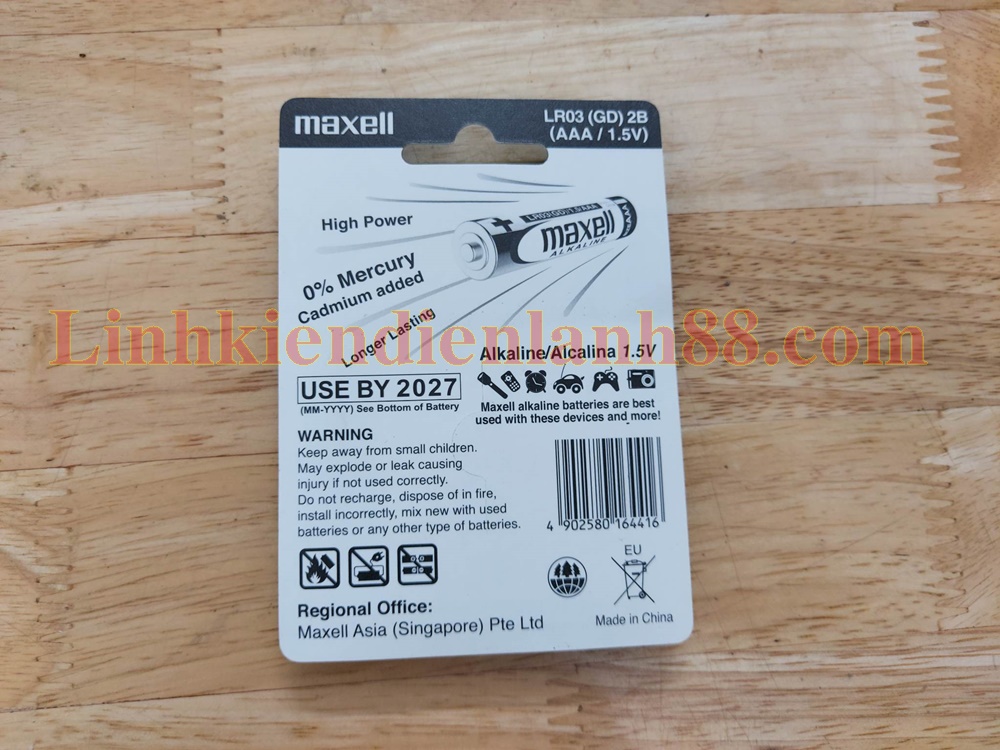 maxell
LR03 (GD) 2B
(AAA / 1.5V)
High Power
0% Mercury
Cadmium added
Longer Lasting
maxell
ALKALINE
Linhkiendienlanh88.com
Alkaline/Alcalina 1.5V
USE BY 2027
(MM-YYYY) See Bottom of Battery
Maxell alkaline batteries are best
used with these devices and more!
WARNING
Keep away from small children.
May explode or leak causing
injury if not used correctly.
Do not recharge, dispose of in fire,
install incorrectly, mix new with used
batteries or any other type of batteries.
4 902580 164416
EU
Regional Office:
Maxell Asia (Singapore) Pte Ltd
Made in China